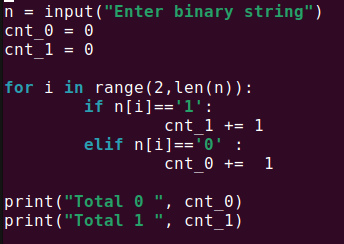 n = input("Enter binary string")
cnt_0 = 0
cnt_1 = 0

for i in range(2,len(n)):
        if n[i]=='1':
                cnt_1 += 1
        elif n[i]=='0' :
                cnt_0 +=  1

print("Total 0 ", cnt_0)
print("Total 1 ", cnt_1)